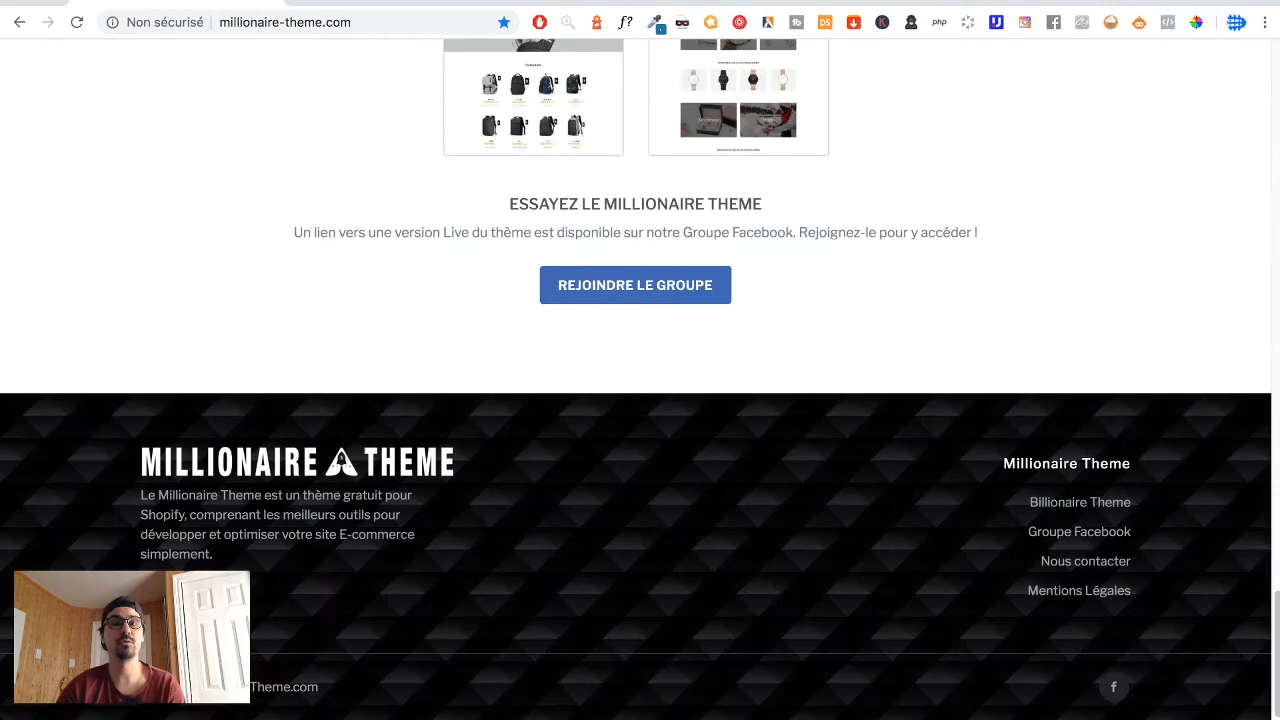 Non sécurisé
millionaire-theme.com
ESSAYEZ LE MILLIONAIRE THEME
Un lien vers une version Live du thème est disponible sur notre Groupe Facebook. Rejoignez-le pour y accéder !
REJOINDRE LE GROUPE
MILLIONAIRE THEME
Le Millionaire Theme est un thème gratuit pour
Shopify, comprenant les meilleurs outils pour
développer et optimiser votre site E-commerce
simplement.
Millionaire Theme
Billionaire Theme
Groupe Facebook
Nous contacter
Mentions Légales
Theme.com